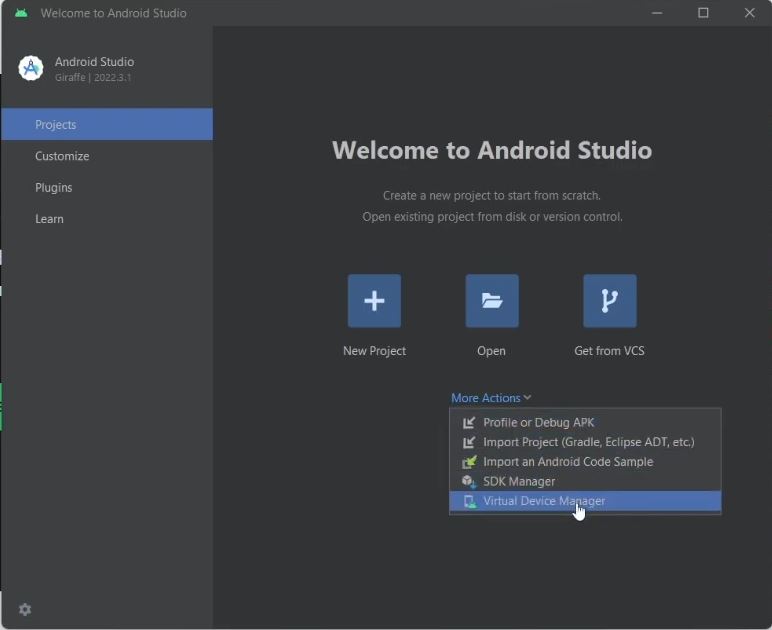 Welcome to Android Studio
Android Studio
Giraffe | 2022.3.1
Projects
Customize
Plugins
Learn
Welcome to Android Studio
Create a new project to start from scratch.
Open existing project from disk or version control.
New Project
Open
Get from VCS
More Actions
Profile or Debug APK
Import Project (Gradle, Eclipse ADT, etc.)
Import an Android Code Sample
SDK Manager
Virtual Device Manager